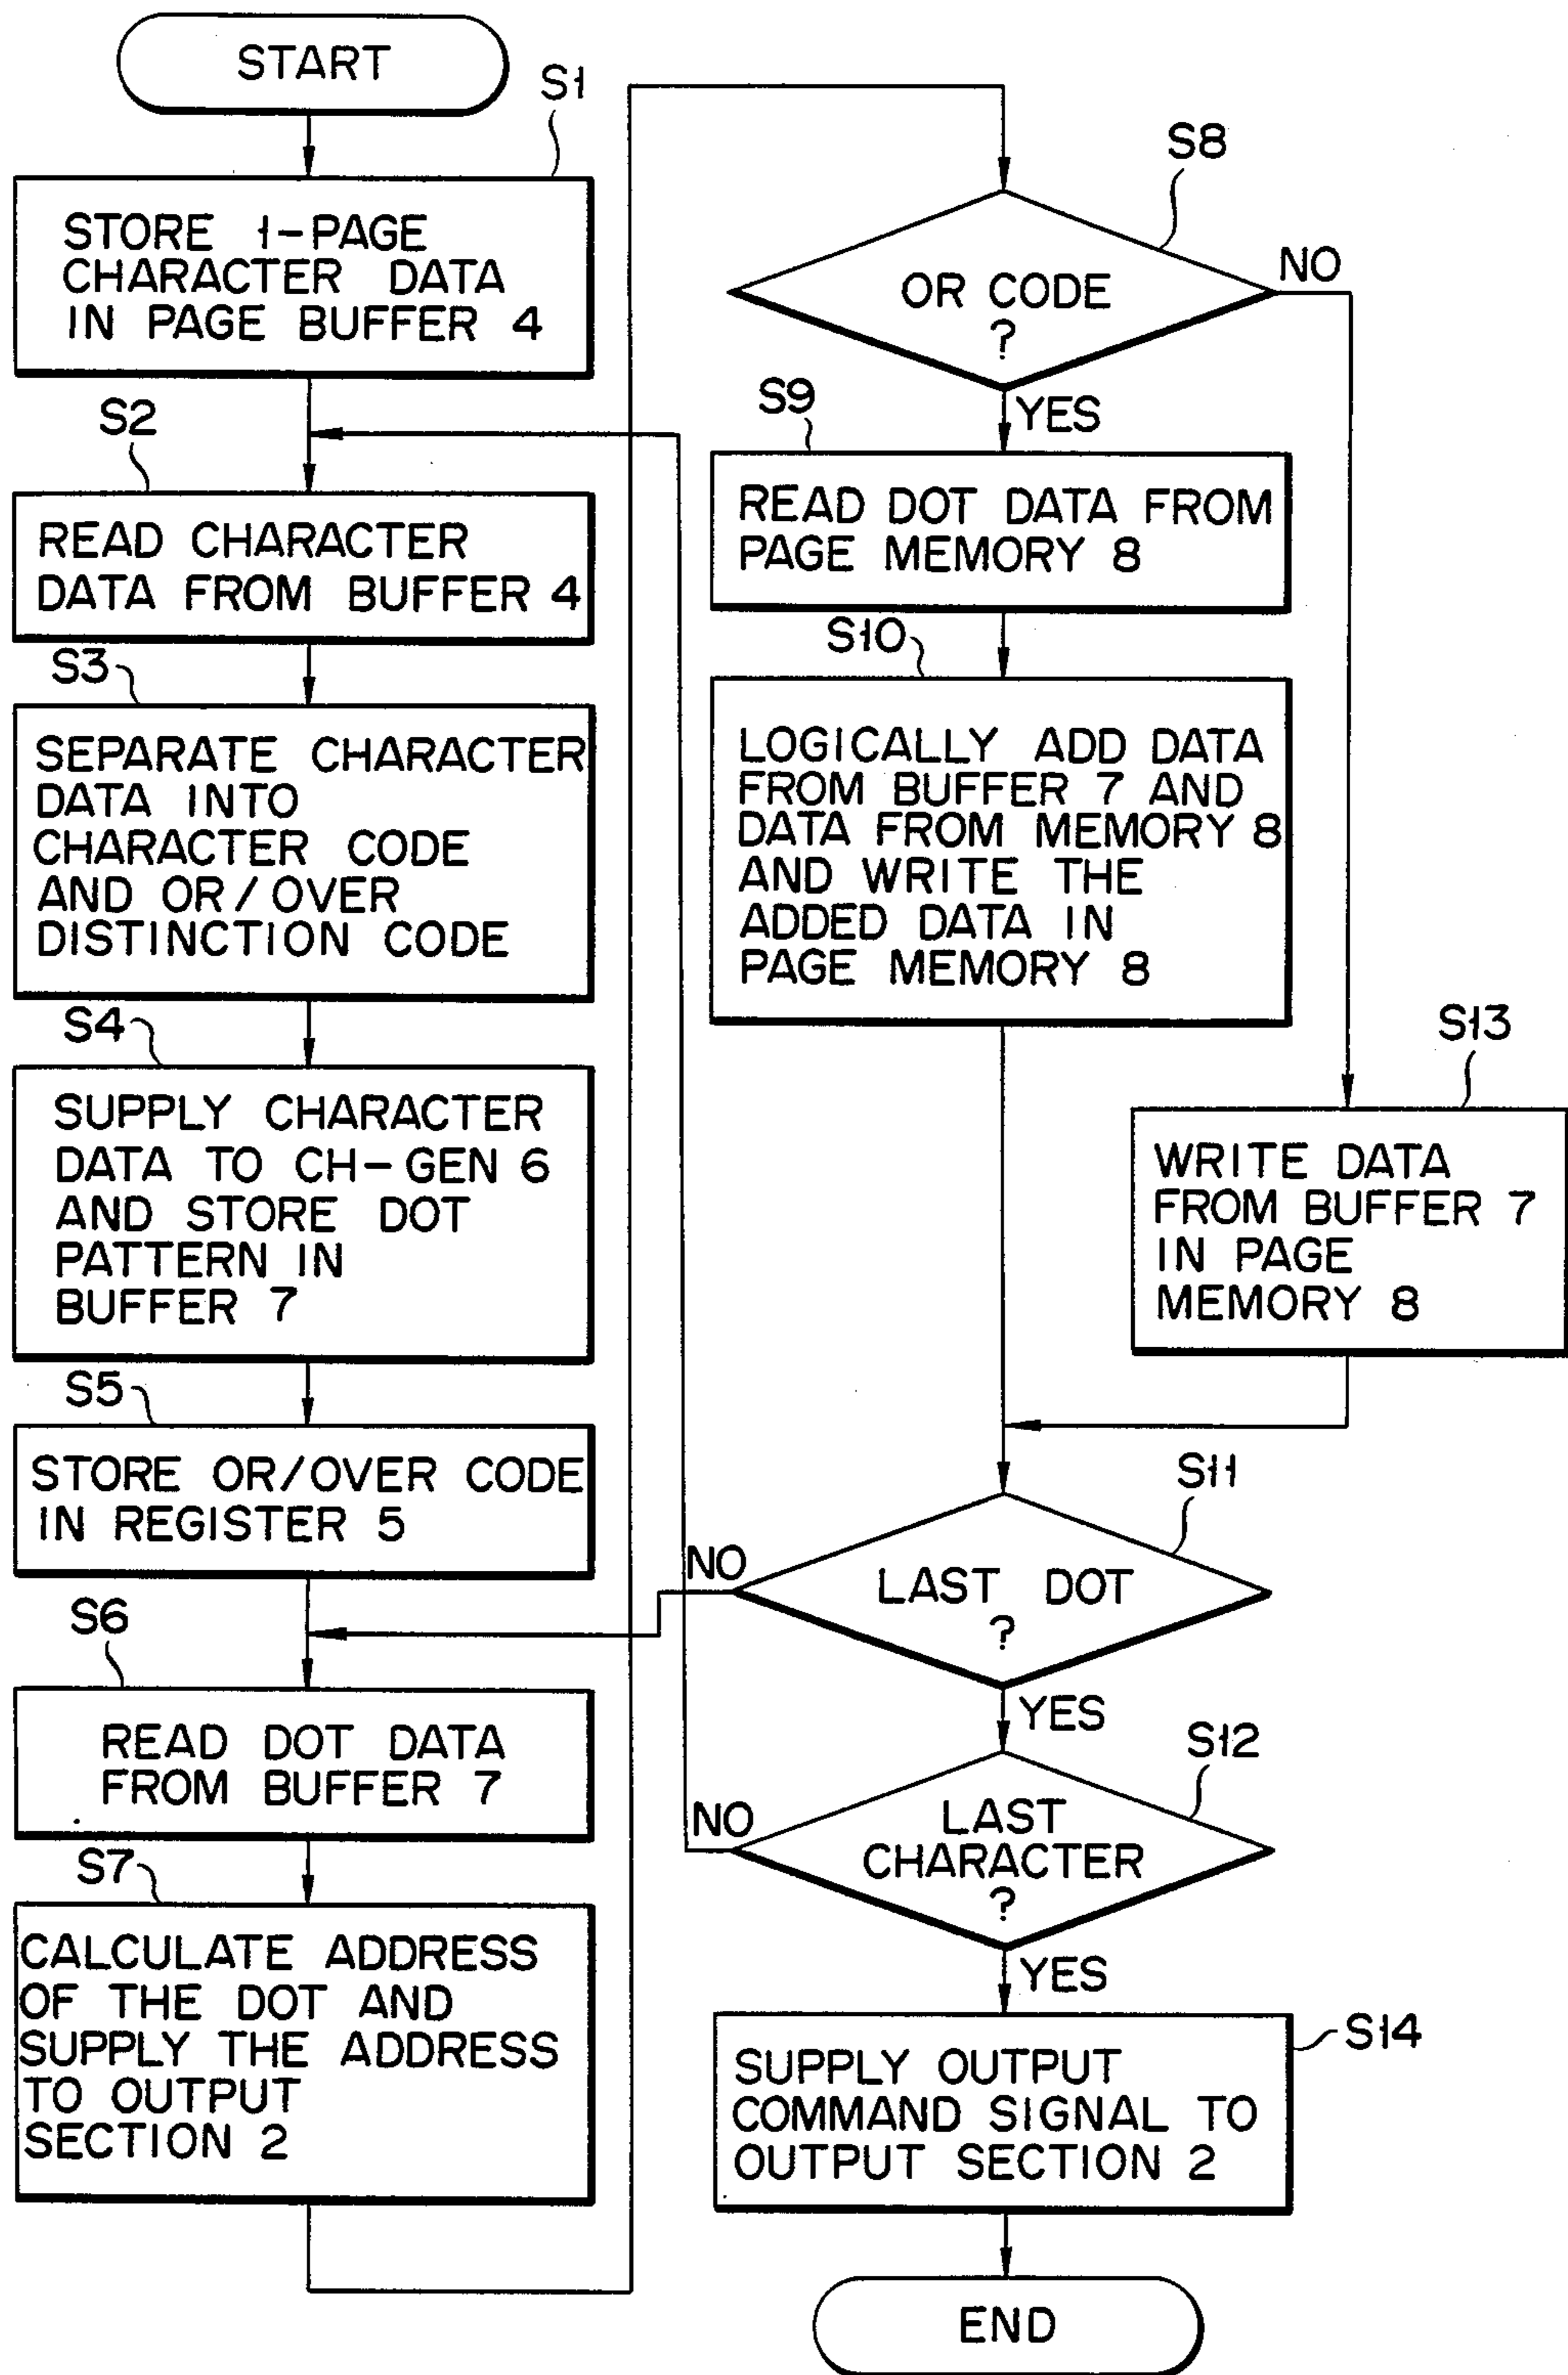 START
S1
STORE 1-PAGE
CHARACTER DATA
IN PAGE BUFFER 4
S2
READ CHARACTER
DATA FROM BUFFER 4
S3
SEPARATE CHARACTER
DATA INTO
CHARACTER CODE
AND OR/OVER
DISTINCTION CODE
S4
SUPPLY CHARACTER
DATA TO CH-GEN 6
AND STORE DOT
PATTERN IN
BUFFER 7
S5
STORE OR/OVER CODE
IN REGISTER 5
S6
READ DOT DATA
FROM BUFFER 7
S7
CALCULATE ADDRESS
OF THE DOT AND
SUPPLY THE ADDRESS
TO OUTPUT
SECTION 2
S8
OR CODE
?
NO
YES
S9
READ DOT DATA FROM
PAGE MEMORY 8
S10
LOGICALLY ADD DATA
FROM BUFFER 7 AND
DATA FROM MEMORY 8
AND WRITE THE
ADDED DATA IN
PAGE MEMORY 8
S13
WRITE DATA
FROM BUFFER 7
IN PAGE
MEMORY 8
S11
LAST DOT
?
NO
YES
S12
LAST
CHARACTER
?
NO
YES
S14
SUPPLY OUTPUT
COMMAND SIGNAL TO
OUTPUT SECTION 2
END